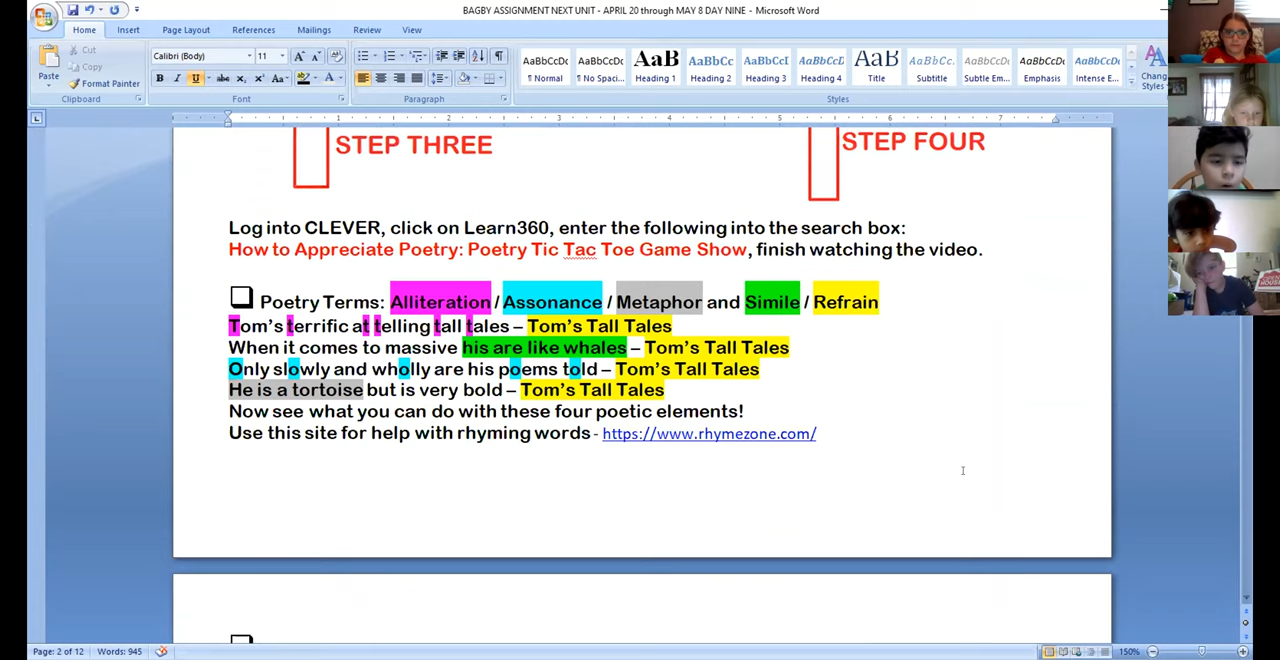 BAGBY ASSIGNMENT NEXT UNIT - APRIL 20 through MAY 8 DAY NINE - Microsoft Word
Home Insert Page Layout References Mailings Review View
Paste
Cut
Copy
Format Painter
Clipboard
Calibri (Body) 11
Font
Paragraph
AaBbCcDc AaBbCcDc AaB AaBbCc AaBbCcI AaBbCcDc AaB AaBbCc. AaBbCcDc AaBbCcDc AaBbCcDc
¶ Normal ¶ No Spaci... Heading 1 Heading 2 Heading 3 Heading 4 Title Subtitle Subtle Em... Emphasis Intense E...
Styles
STEP THREE
STEP FOUR
Log into CLEVER, click on Learn360, enter the following into the search box:
How to Appreciate Poetry: Poetry Tic Tac Toe Game Show, finish watching the video.
Poetry Terms: Alliteration / Assonance / Metaphor and Simile / Refrain
Tom's terrific at telling tall tales – Tom's Tall Tales
When it comes to massive his are like whales – Tom's Tall Tales
Only slowly and wholly are his poems told – Tom's Tall Tales
He is a tortoise but is very bold – Tom's Tall Tales
Now see what you can do with these four poetic elements!
Use this site for help with rhyming words - https://www.rhymezone.com/
Page: 2 of 12 Words: 945 150%